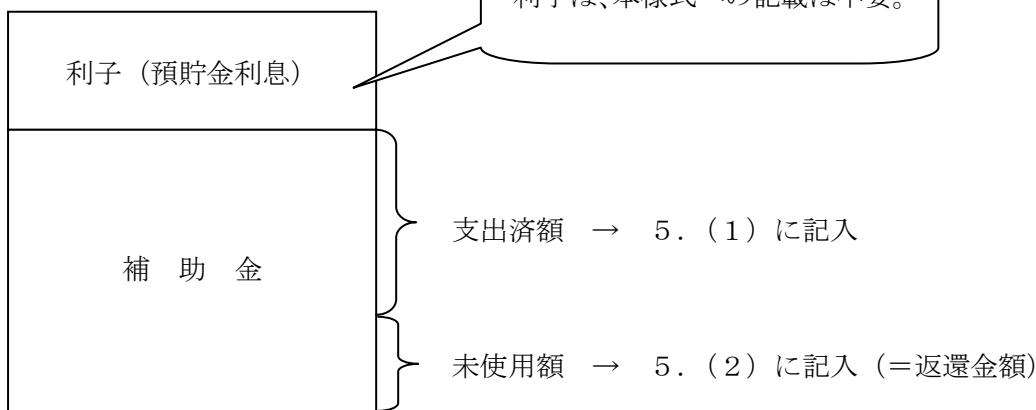 利子は、本様式への記載は不要。
利子（預貯金利息）
支出済額　→　５．（１）に記入
補　助　金
未使用額　→　５．（２）に記入（＝返還金額）